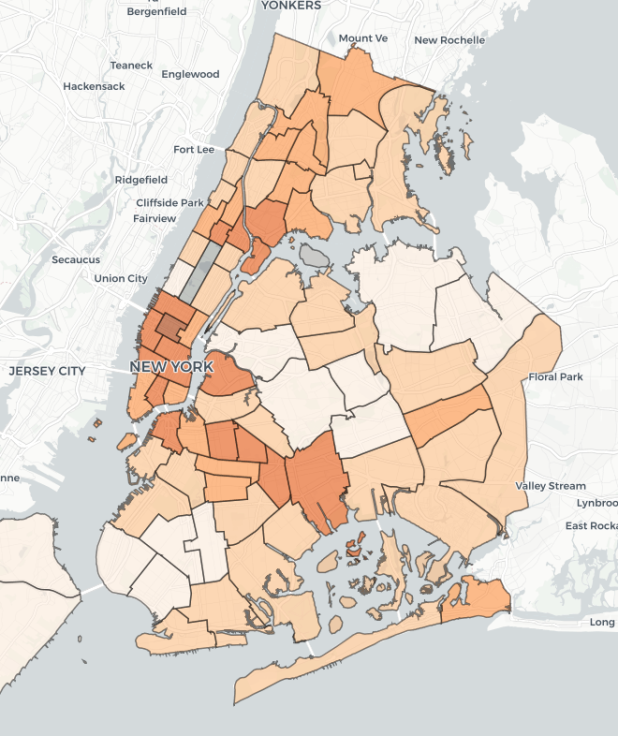 YONKERS
Bergenfield
Mount Ve
New Rochelle
Teaneck
Englewood
Hackensack
Fort Lee
Ridgefield
Cliffside Park
Fairview
Secaucus
Union City
NEW YORK
JERSEY CITY
Floral Park
nne
Valley Stream
Lynbroo
East Rocka
Long